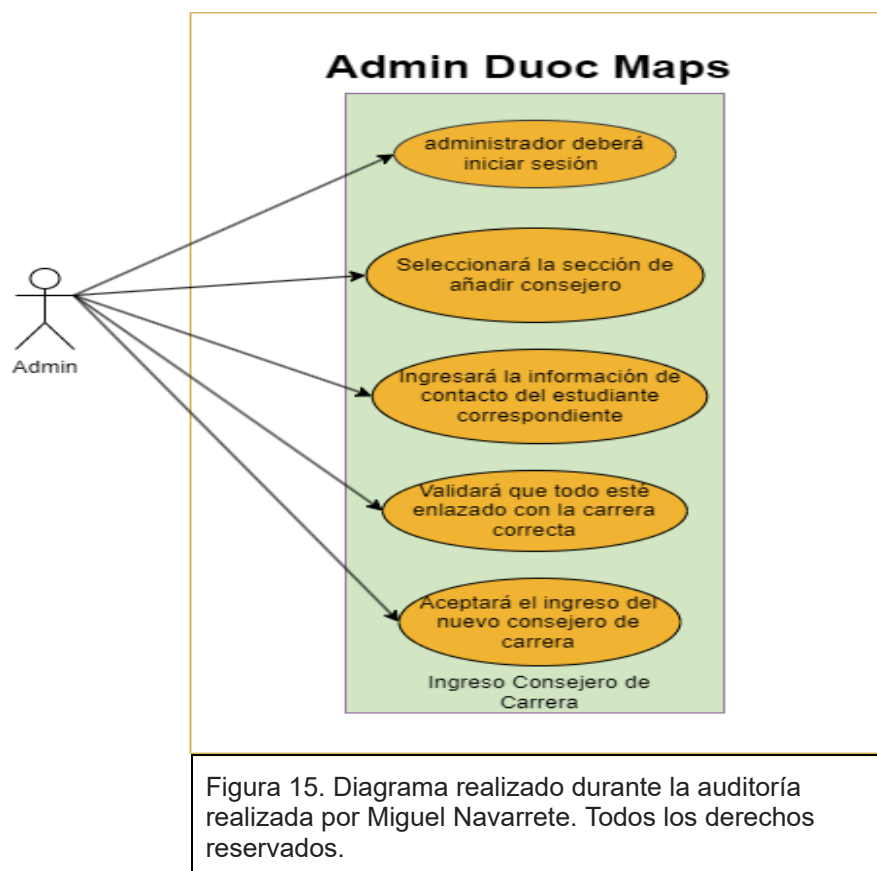 Admin Duoc Maps
administrador deberá
iniciar sesión
Seleccionará la sección de
añadir consejero
Admin
Ingresará la información de
contacto del estudiante
correspondiente
Validará que todo esté
enlazado con la carrera
correcta
Aceptará el ingreso del
nuevo consejero de
carrera
Ingreso Consejero de
Carrera
Figura 15. Diagrama realizado durante la auditoría
realizada por Miguel Navarrete. Todos los derechos
reservados.